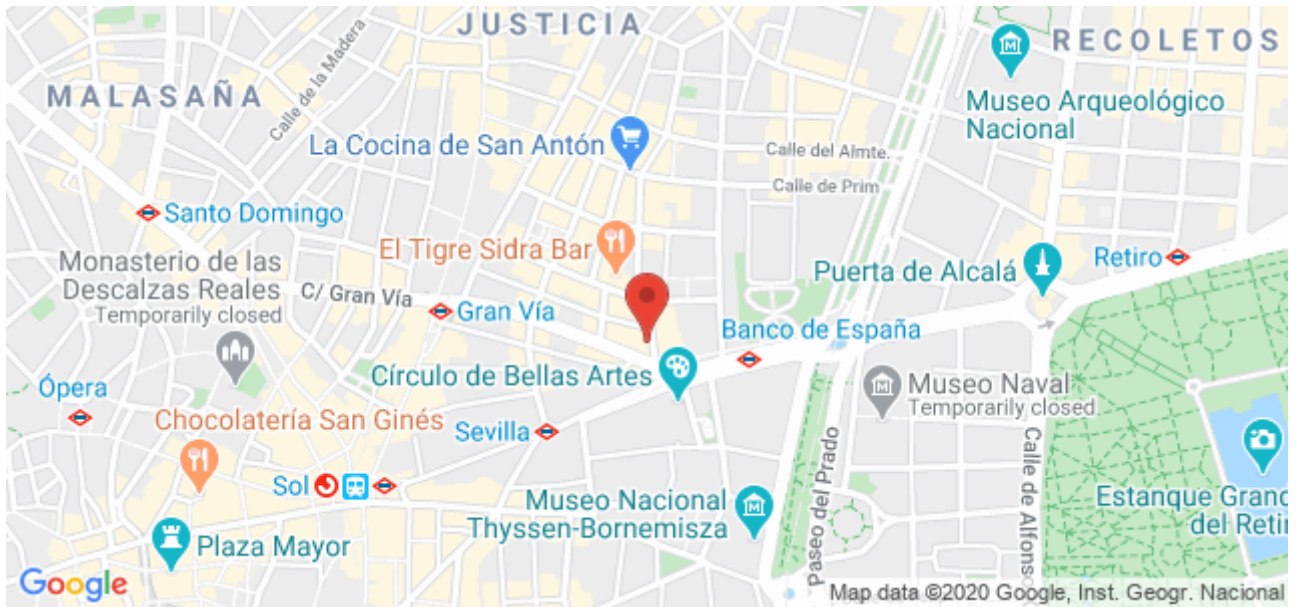 JUSTICIA
RECOLETOS
Calle de la Madera
MALASAÑA
Museo Arqueológico
Nacional
La Cocina de San Antón
Calle del Almte.
Calle de Prim
Santo Domingo
El Tigre Sidra Bar
Monasterio de las
Descalzas Reales
Temporarily closed
C/ Gran Vía
Gran Vía
Puerta de Alcalá
Retiro
Banco de España
Círculo de Bellas Artes
Ópera
Museo Naval
Temporarily closed
Chocolatería San Ginés
Sevilla
Sol
Paseo del Prado
Calle de Alfonso
Museo Nacional
Thyssen-Bornemisza
Estanque Grand
del Retir
Plaza Mayor
Google
Map data ©2020 Google, Inst. Geogr. Nacional